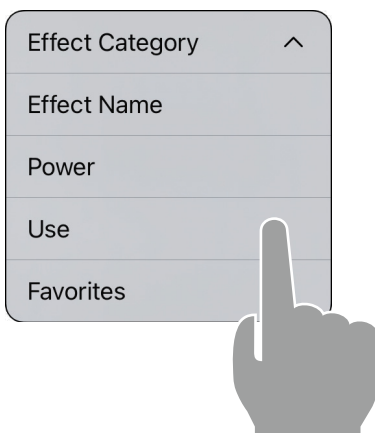 Effect Category
Effect Name
Power
Use
Favorites